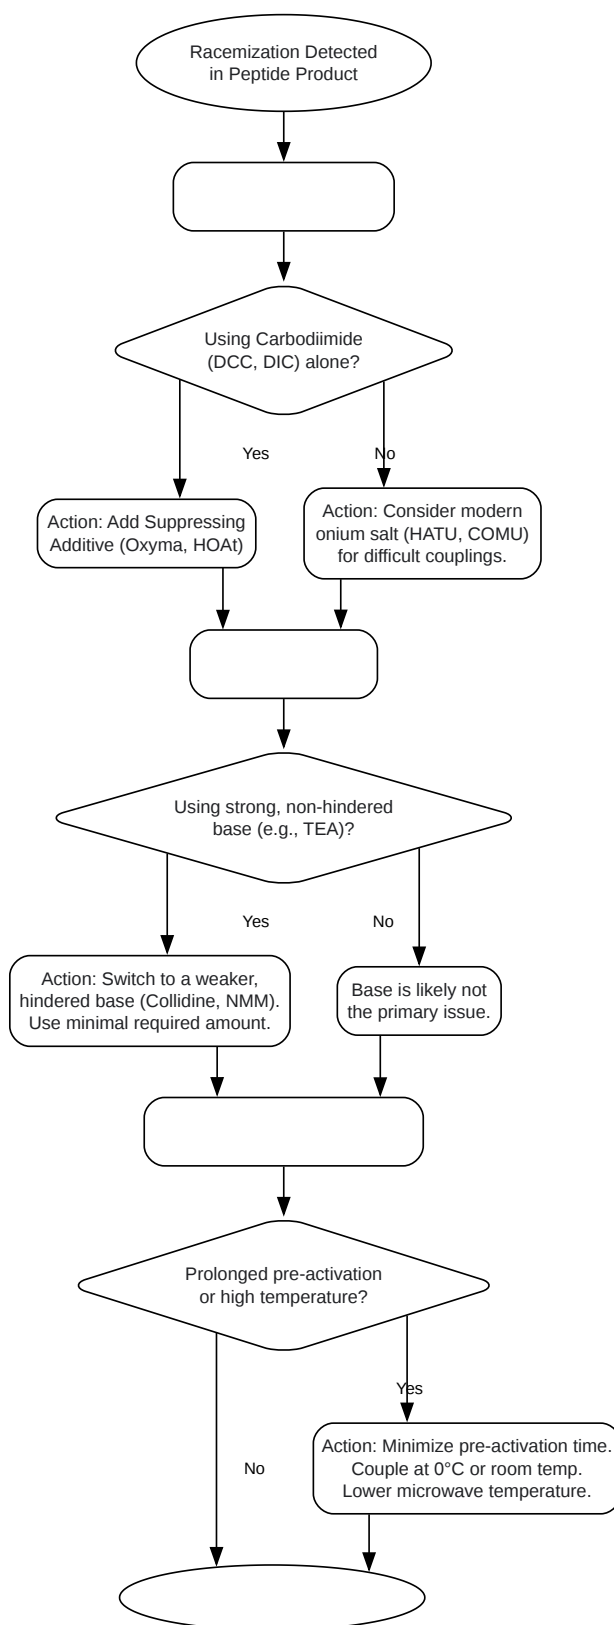 Racemization Detected
in Peptide Product
Using Carbodiimide
(DCC, DIC) alone?
Yes
No
Action: Add Suppressing
Additive (Oxyma, HOAt)
Action: Consider modern
onium salt (HATU, COMU)
for difficult couplings.
Using strong, non-hindered
base (e.g., TEA)?
Yes
No
Action: Switch to a weaker,
hindered base (Collidine, NMM).
Use minimal required amount.
Base is likely not
the primary issue.
Prolonged pre-activation
or high temperature?
Yes
No
Action: Minimize pre-activation time.
Couple at 0°C or room temp.
Lower microwave temperature.